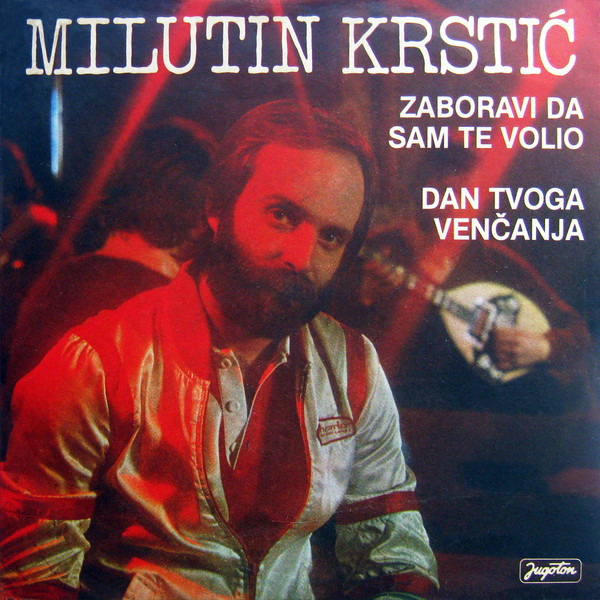 MILUTIN KRSTIĆ
ZABORAVI DA
SAM TE VOLIO
DAN TVOGA
VENČANJA
Jugoton